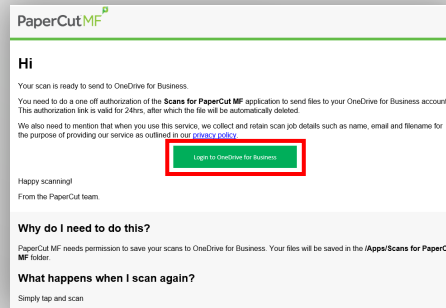 PaperCut MF
Hi
Your scan is ready to send to OneDrive for Business.
You need to do a one off authorization of the Scans for PaperCut MF application to send files to your OneDrive for Business account
This authorization link is valid for 24hrs, after which the file will be automatically deleted.
We also need to mention that when you use this service, we collect and retain scan job details such as name, email and filename for
the purpose of providing our service as outlined in our privacy policy.
Login to OneDrive for Business
Happy scanning!
From the PaperCut team.
Why do I need to do this?
PaperCut MF needs permission to save your scans to OneDrive for Business. Your files will be saved in the /Apps/Scans for PaperC
MF folder.
What happens when I scan again?
Simply tap and scan